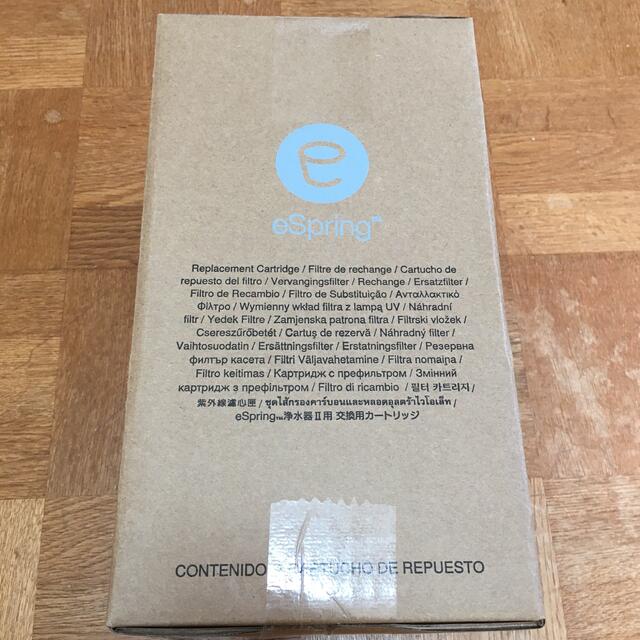 e
eSpring™
Replacement Cartridge / Filtre de rechange / Cartucho de
repuesto del filtro / Vervangingsfilter / Rechange / Ersatzfilter /
Filtro de Recambio / Filtro de Substituição / Ανταλλακτικό
Φίλτρο / Wymienny wkład filtra z lampą UV / Náhradní
filtr / Yedek Filtre / Zamjenska patrona filtra / Filtrski vložek /
Csereszűrőbetét / Cartuş de rezervă / Náhradný filter /
Vaihtosuodatin / Ersättningsfilter / Erstatningsfilter / Резервна
филтър касета / Filtri Väljavahetamine / Filtra nomaiņa /
Filtro keitimas / Картридж с префильтром / Змінний
картридж з префільтром / Filtro di ricambio / 필터 카트리지 /
紫外線濾心匣 / ชุดไส้กรองคาร์บอนและหลอดอุลตร้าไวโอเล็ท /
eSpring™浄水器Ⅱ用 交換用カートリッジ
CONTENIDO DE REPUESTO